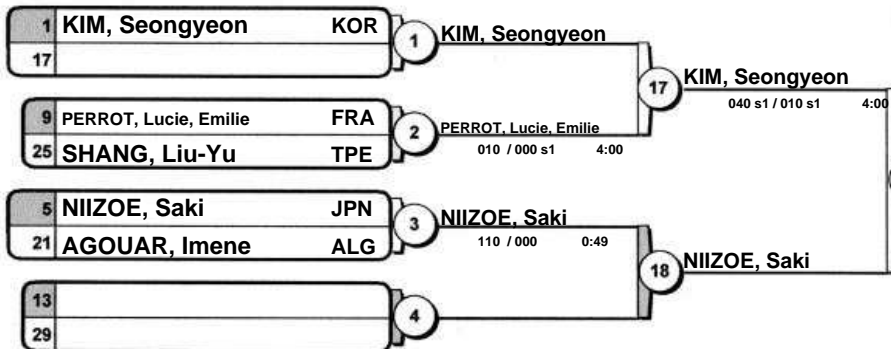 1 KIM, Seongyeon KOR
17
1
KIM, Seongyeon
9 PERROT, Lucie, Emilie FRA
25 SHANG, Liu-Yu TPE
2
PERROT, Lucie, Emilie
010 / 000 s1 4:00
17
KIM, Seongyeon
040 s1 / 010 s1 4:00
5 NIIZOE, Saki JPN
21 AGOUAR, Imene ALG
3
NIIZOE, Saki
110 / 000 0:49
13
29
4
18
NIIZOE, Saki